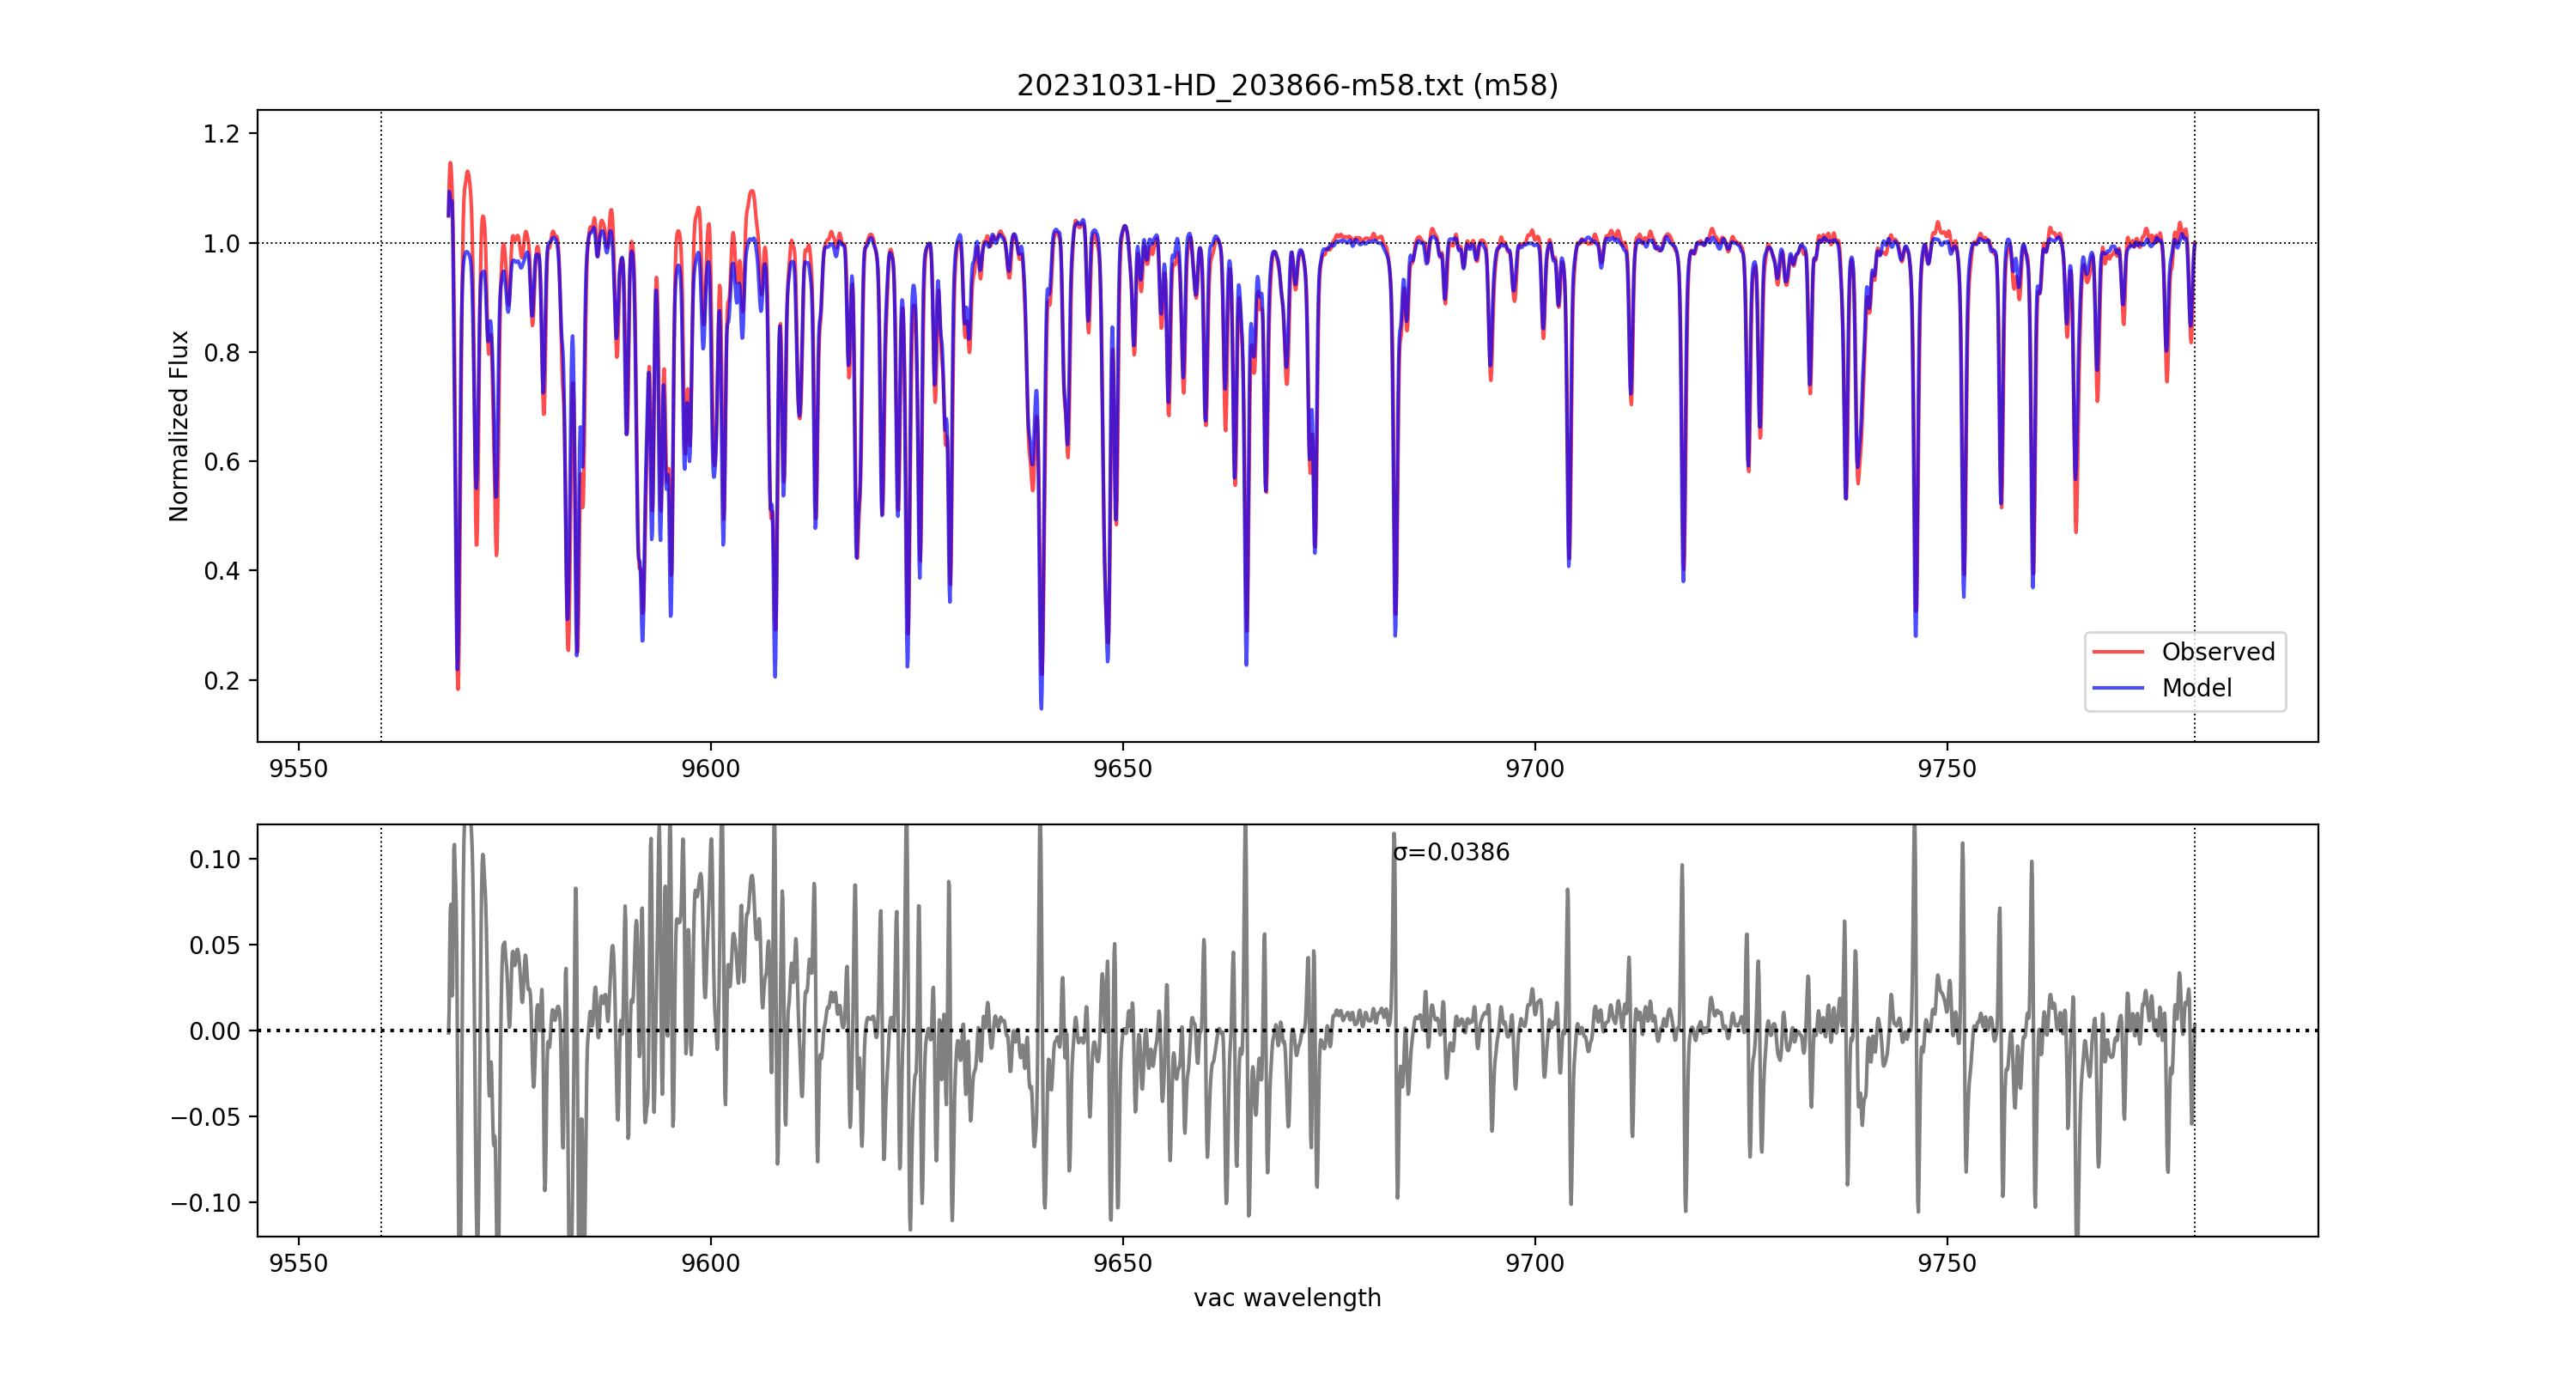 20231031-HD_203866-m58.txt (m58)
Normalized Flux
1.2
1.0
0.8
0.6
0.4
0.2
Observed
Model
9550 9600 9650 9700 9750
σ=0.0386
0.10
0.05
0.00
−0.05
−0.10
9550 9600 9650 9700 9750
vac wavelength